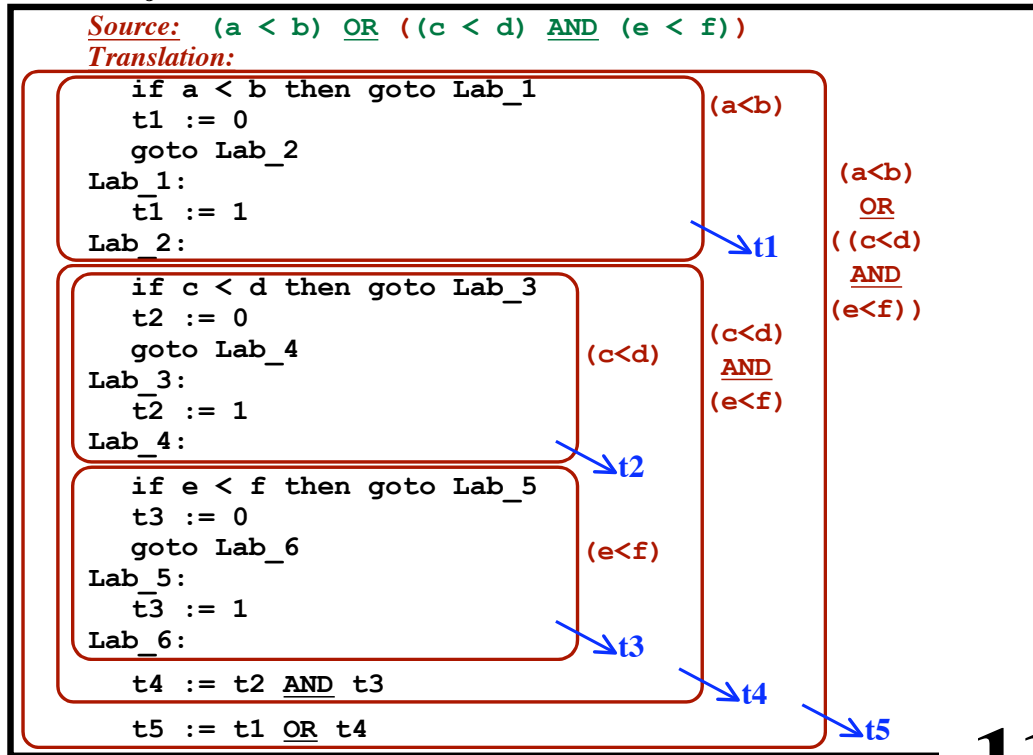 Source: (a < b) OR ((c < d) AND (e < f))
Translation:
if a < b then goto Lab_1
t1 := 0
goto Lab_2
Lab_1:
t1 := 1
Lab_2:
(a<b)
t1
if c < d then goto Lab_3
t2 := 0
goto Lab_4
Lab_3:
t2 := 1
Lab_4:
(c<d)
t2
if e < f then goto Lab_5
t3 := 0
goto Lab_6
Lab_5:
t3 := 1
Lab_6:
(e<f)
t3
t4 := t2 AND t3
(c<d)
AND
(e<f)
t4
t5 := t1 OR t4
(a<b)
OR
((c<d)
AND
(e<f))
t5